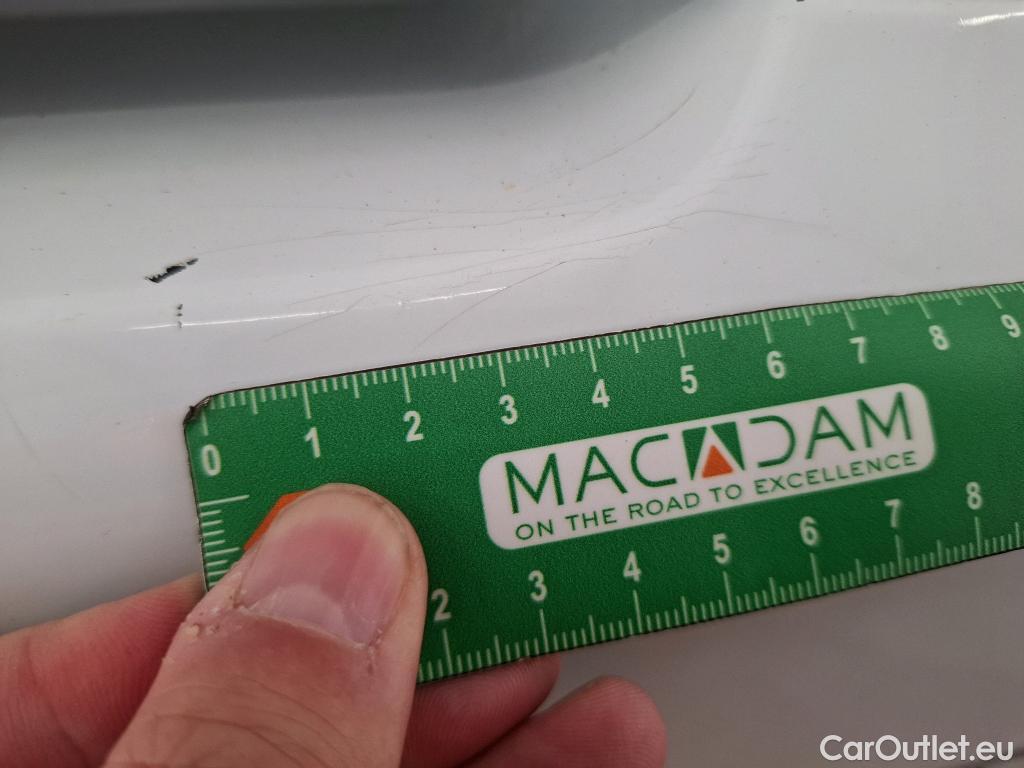 0 1 2 3 4 5 6 7 8 9
MACADAM
ON THE ROAD TO EXCELLENCE
2 3 4 5 6 7 8
CarOutlet.eu